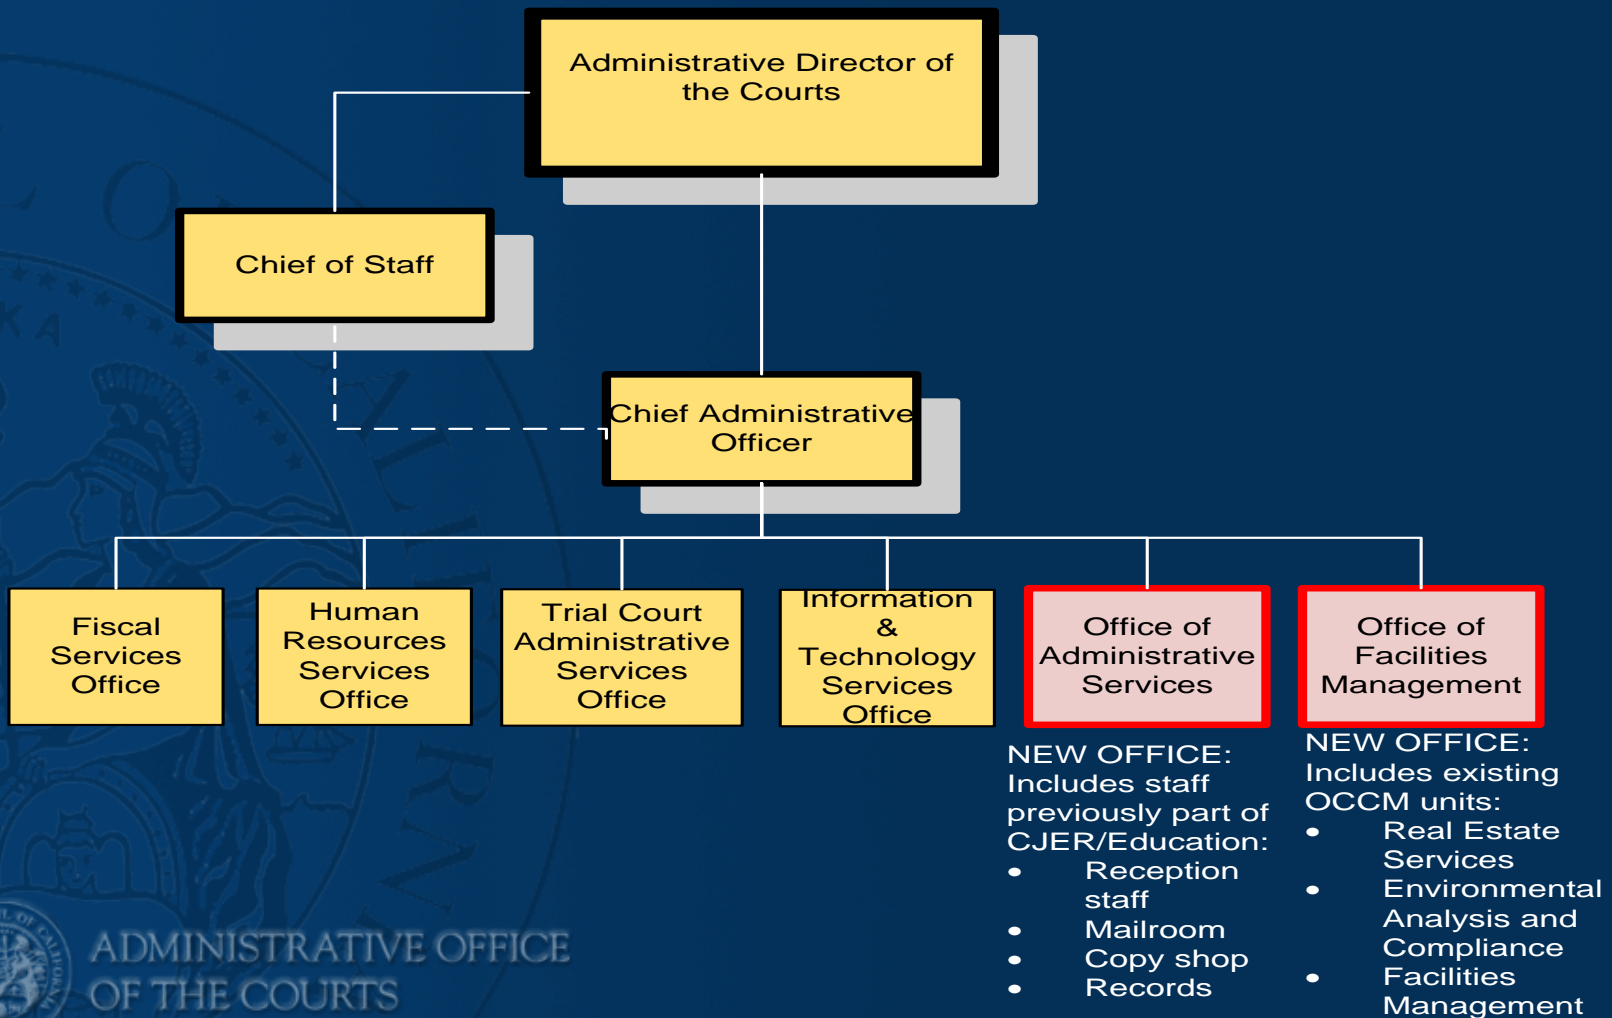 Administrative Director of
the Courts
Chief of Staff
Chief Administrative
Officer
Fiscal
Services
Office
Human
Resources
Services
Office
Trial Court
Administrative
Services
Office
Information
&
Technology
Services
Office
Office of
Administrative
Services
Office of
Facilities
Management
NEW OFFICE:
Includes staff
previously part of
CJER/Education:
• Reception
staff
• Mailroom
• Copy shop
• Records
NEW OFFICE:
Includes existing
OCCM units:
• Real Estate
Services
• Environmental
Analysis and
Compliance
• Facilities
Management
ADMINISTRATIVE OFFICE
OF THE COURTS